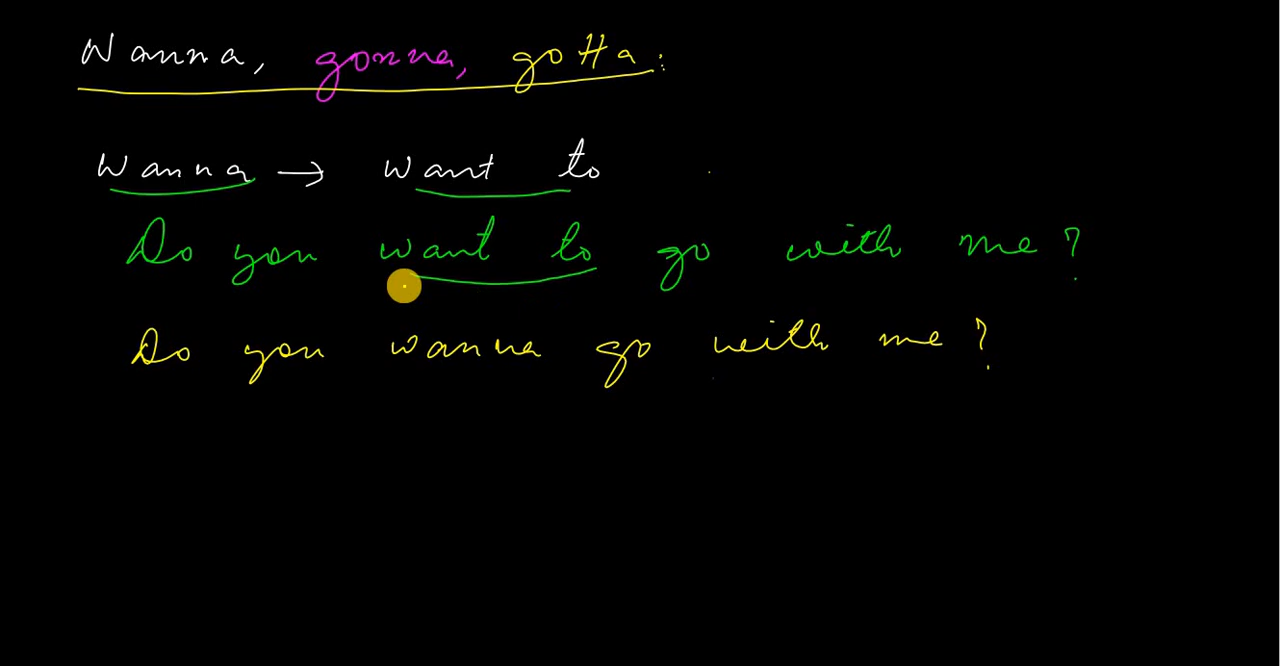 Wanna, gonna, gotta:
Wanna → want to
Do you want to go with me?
Do you wanna go with me?